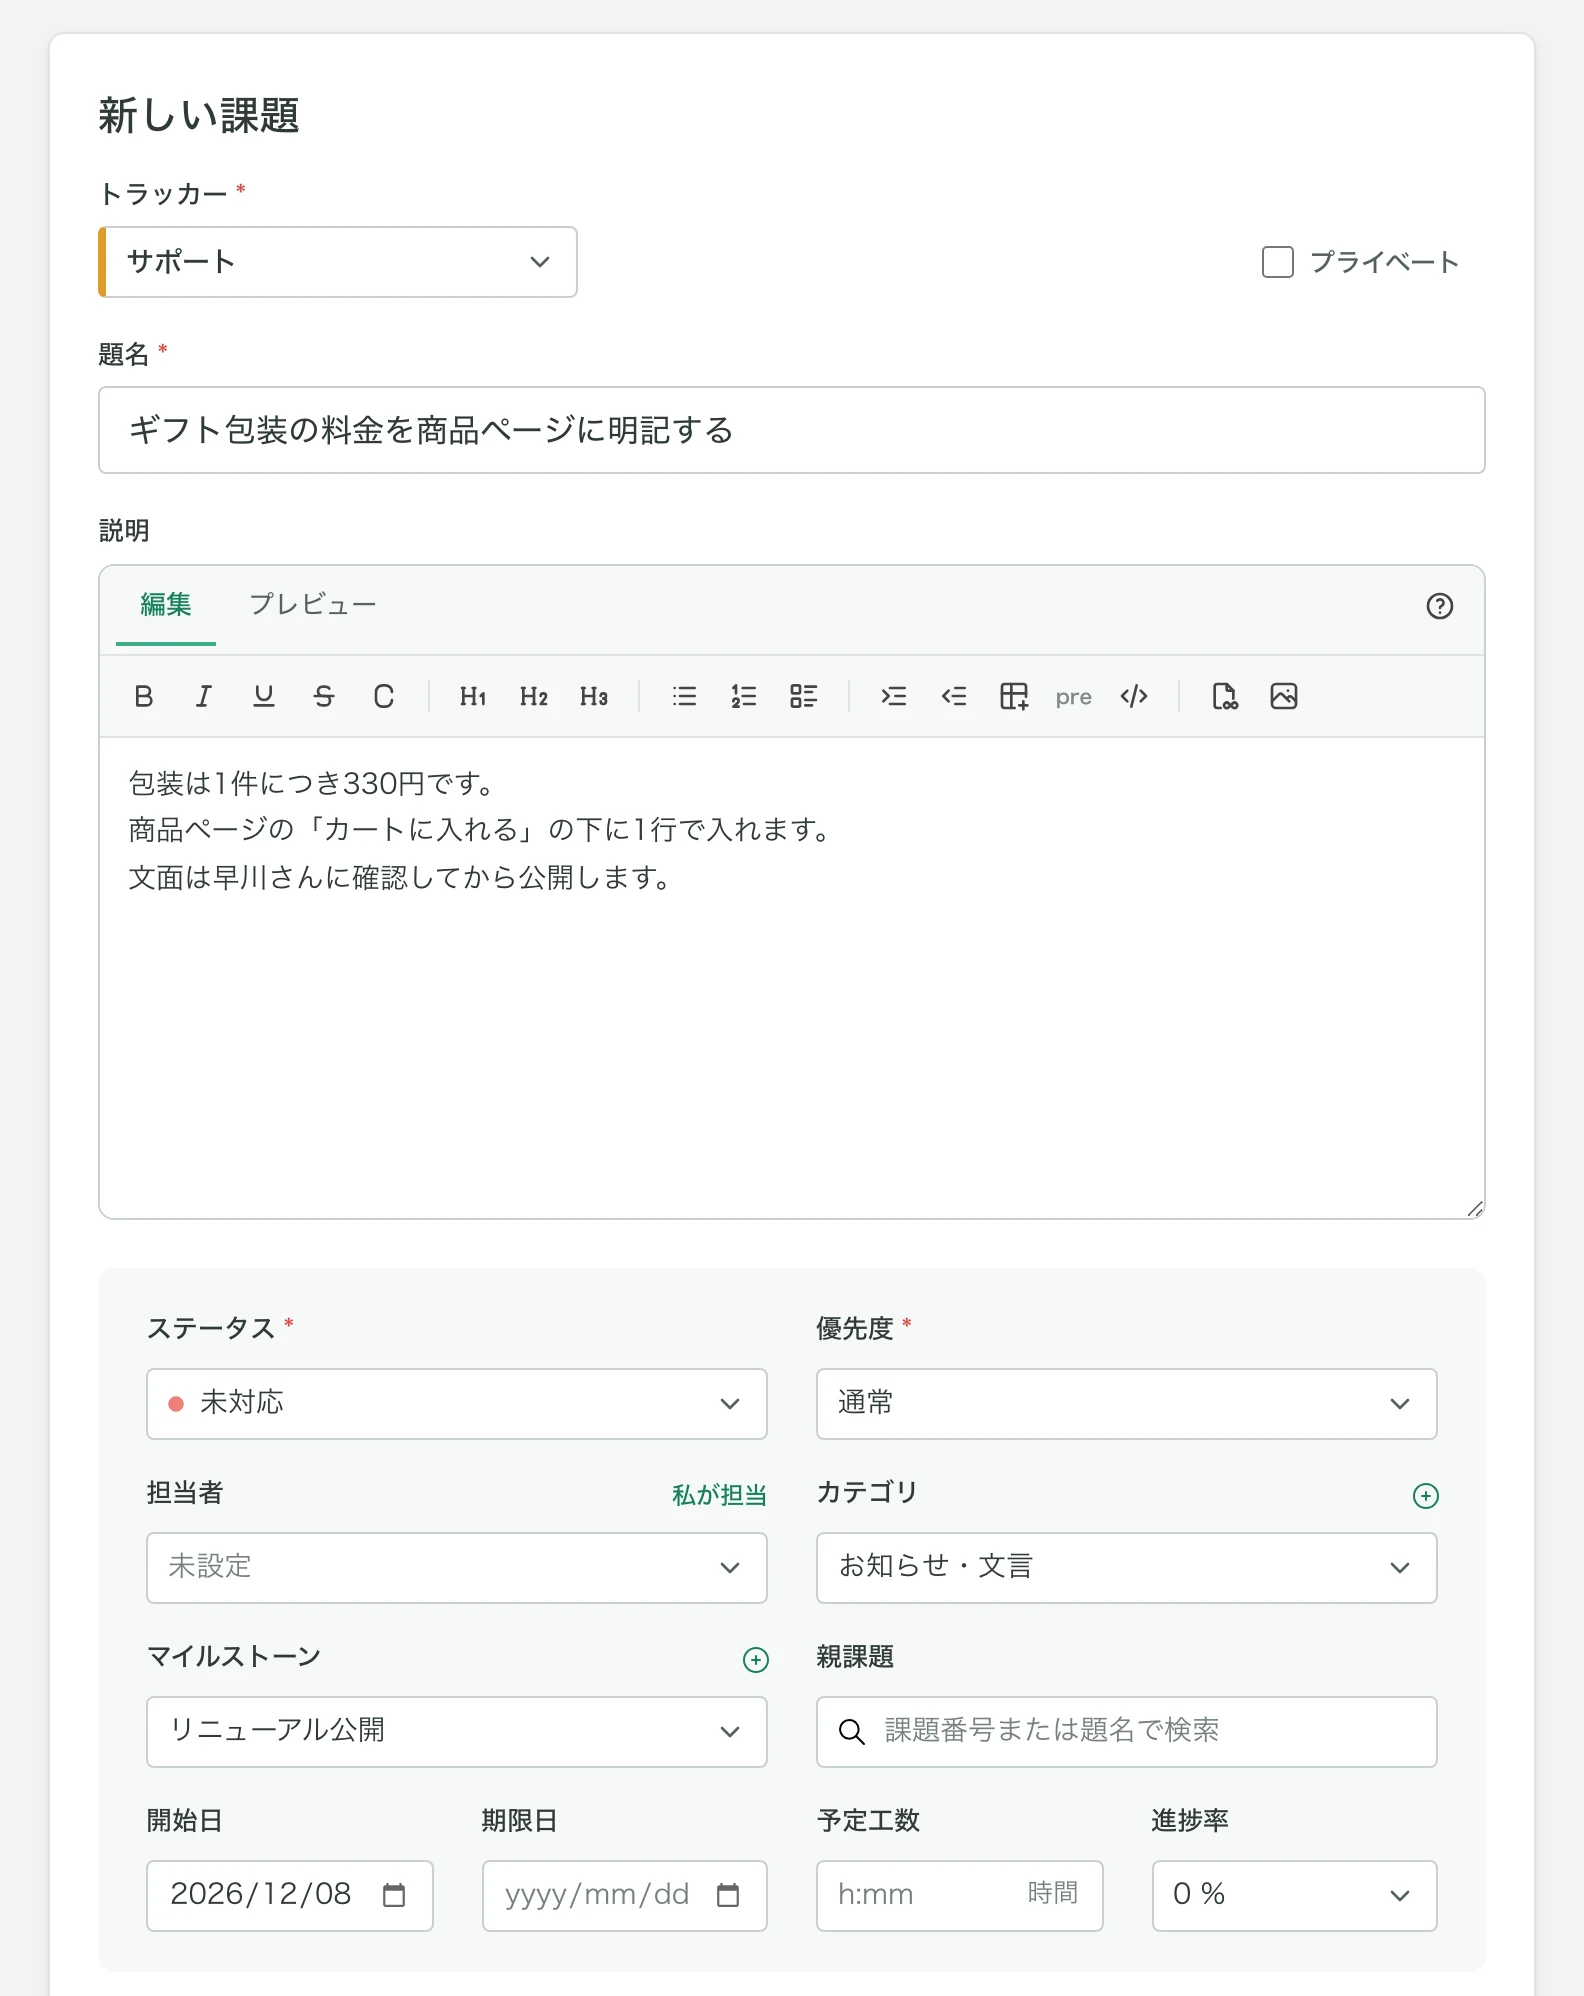 新しい課題
トラッカー *
サポート
プライベート
題名 *
ギフト包装の料金を商品ページに明記する
説明
編集 プレビュー
B I U S C H1 H2 H3 pre
包装は1件につき330円です。
商品ページの「カートに入れる」の下に1行で入れます。
文面は早川さんに確認してから公開します。
ステータス * 優先度 *
未対応 通常
担当者 私が担当 カテゴリ
未設定 お知らせ・文言
マイルストーン 親課題
リニューアル公開 課題番号または題名で検索
開始日 期限日 予定工数 進捗率
2026/12/08 yyyy/mm/dd h:mm 時間 0 %